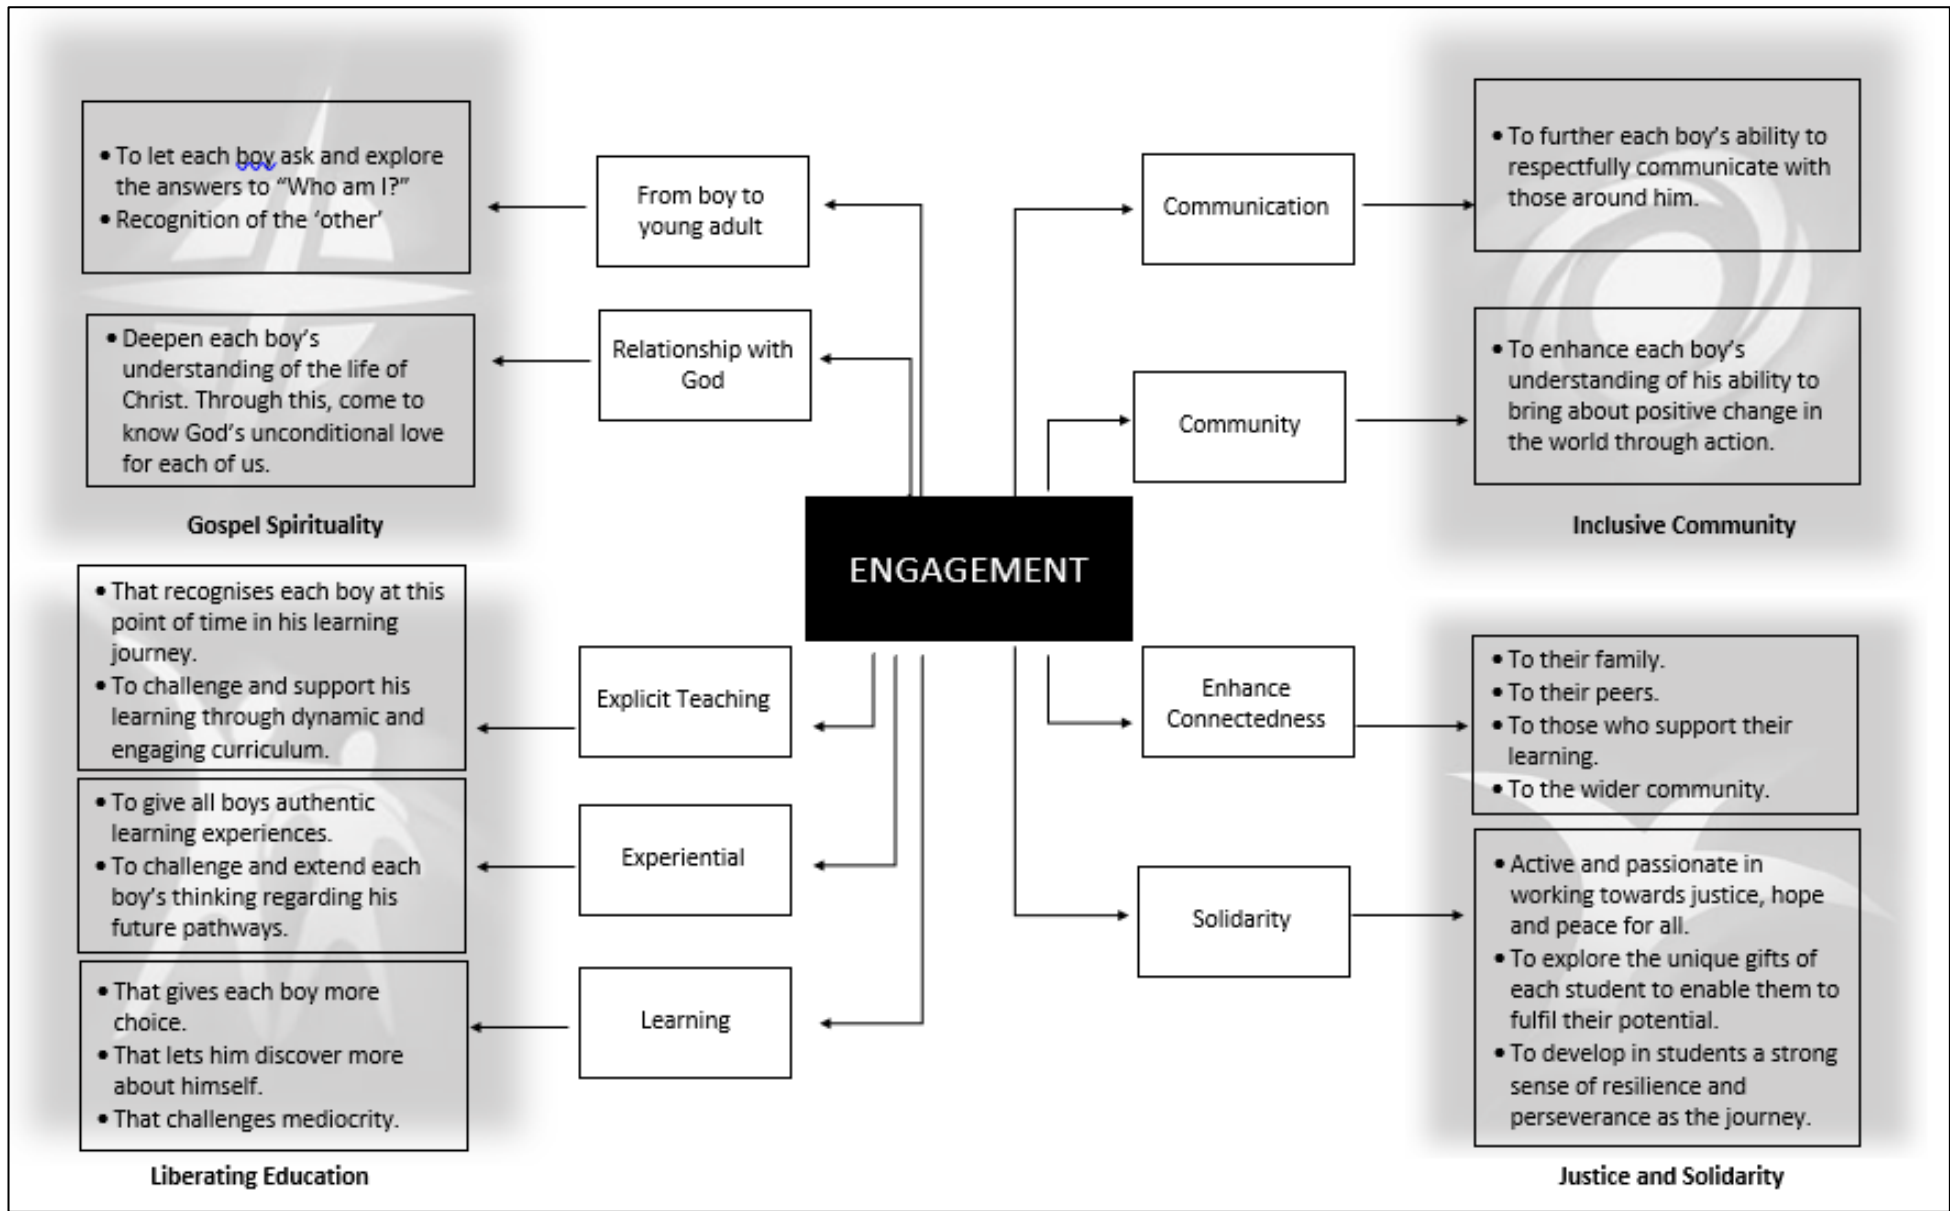 • To let each boy ask and explore
the answers to “Who am I?”
• Recognition of the ‘other’
From boy to
young adult
• Deepen each boy’s
understanding of the life of
Christ. Through this, come to
know God’s unconditional love
for each of us.
Relationship with
God
Gospel Spirituality
Communication
• To further each boy’s ability to
respectfully communicate with
those around him.
Community
• To enhance each boy’s
understanding of his ability to
bring about positive change in
the world through action.
Inclusive Community
ENGAGEMENT
• That recognises each boy at this
point of time in his learning
journey.
• To challenge and support his
learning through dynamic and
engaging curriculum.
Explicit Teaching
• To give all boys authentic
learning experiences.
• To challenge and extend each
boy’s thinking regarding his
future pathways.
Experiential
• That gives each boy more
choice.
• That lets him discover more
about himself.
• That challenges mediocrity.
Learning
Liberating Education
Enhance
Connectedness
• To their family.
• To their peers.
• To those who support their
learning.
• To the wider community.
Solidarity
• Active and passionate in
working towards justice, hope
and peace for all.
• To explore the unique gifts of
each student to enable them to
fulfil their potential.
• To develop in students a strong
sense of resilience and
perseverance as the journey.
Justice and Solidarity